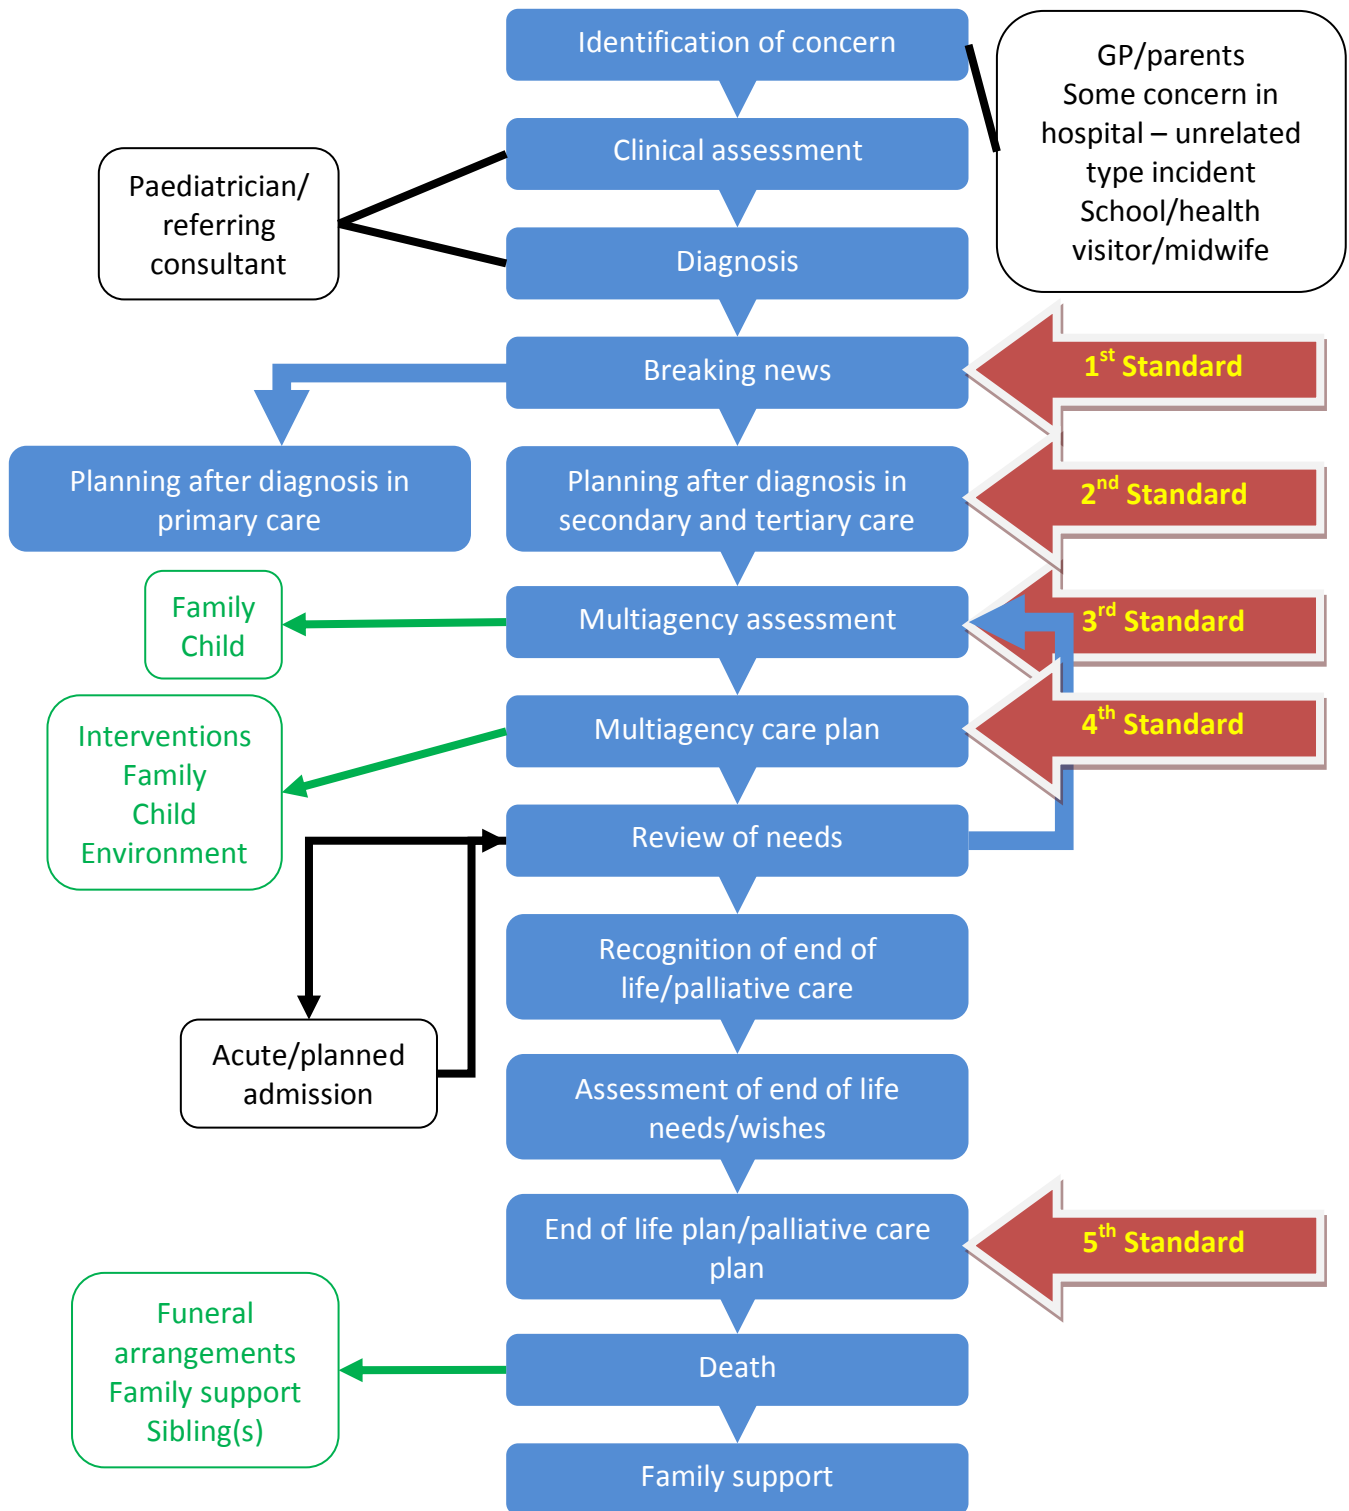 Identification of concern
GP/parents
Some concern in
hospital – unrelated
type incident
School/health
visitor/midwife
Clinical assessment
Paediatrician/
referring
consultant
Diagnosis
Breaking news
1st Standard
Planning after diagnosis in
primary care
Planning after diagnosis in
secondary and tertiary care
2nd Standard
Family
Child
Multiagency assessment
3rd Standard
Interventions
Family
Child
Environment
Multiagency care plan
4th Standard
Review of needs
Recognition of end of
life/palliative care
Acute/planned
admission
Assessment of end of life
needs/wishes
End of life plan/palliative care
plan
5th Standard
Funeral
arrangements
Family support
Sibling(s)
Death
Family support